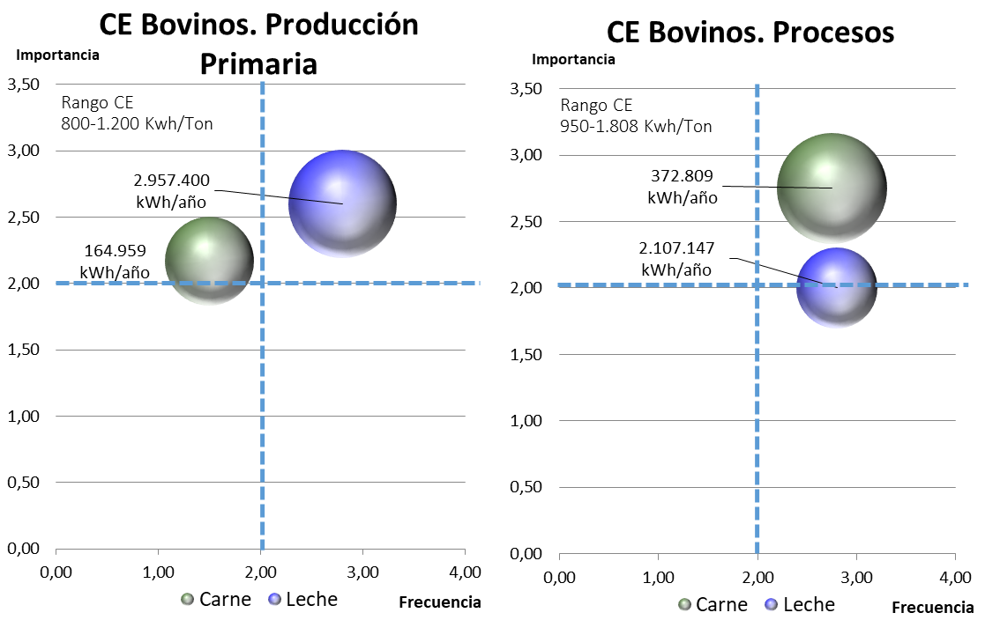 CE Bovinos. Producción
Primaria
Importancia
3,50
3,00
2,50
2,00
1,50
1,00
0,50
0,00
Rango CE
800-1.200 Kwh/Ton
2.957.400
kWh/año
164.959
kWh/año
0,00 1,00 2,00 3,00 4,00
Carne Leche
Frecuencia
CE Bovinos. Procesos
Importancia
3,50
3,00
2,50
2,00
1,50
1,00
0,50
0,00
Rango CE
950-1.808 Kwh/Ton
372.809
kWh/año
2.107.147
kWh/año
0,00 1,00 2,00 3,00 4,00
Carne Leche
Frecuencia